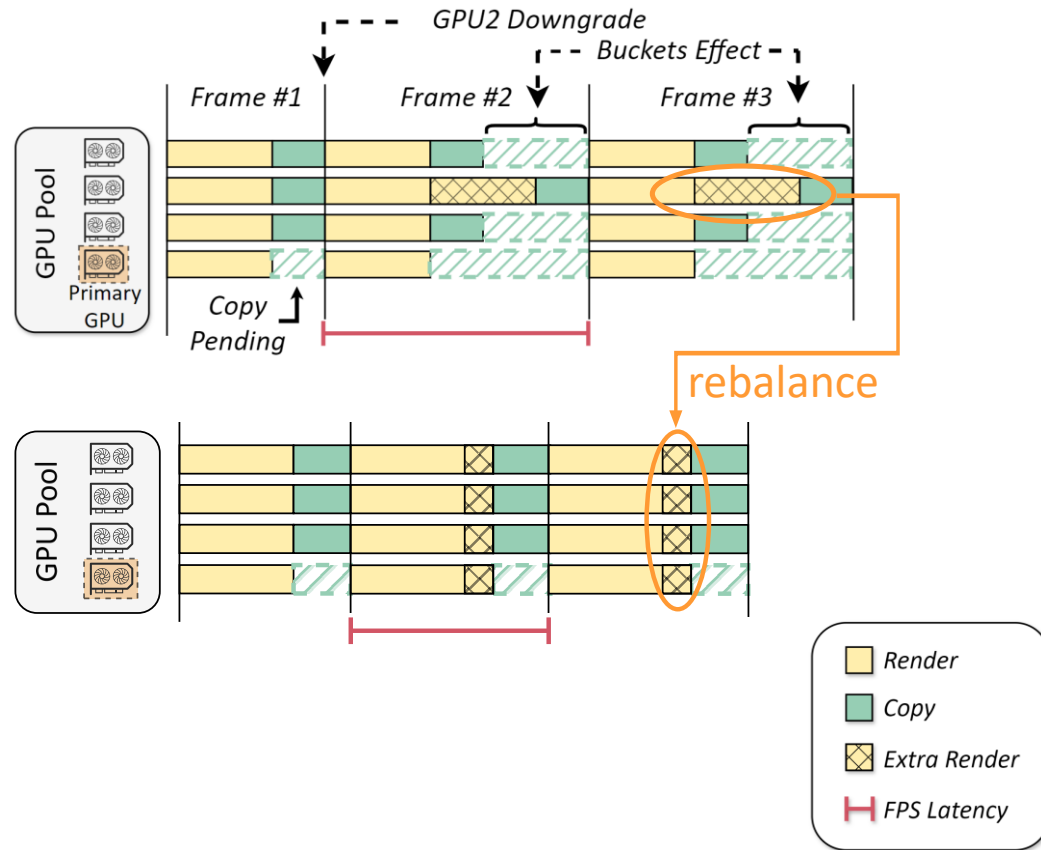 GPU2 Downgrade
Buckets Effect
Frame #1
Frame #2
Frame #3
GPU Pool
Primary
GPU
Copy
Pending
rebalance
GPU Pool
Render
Copy
Extra Render
FPS Latency